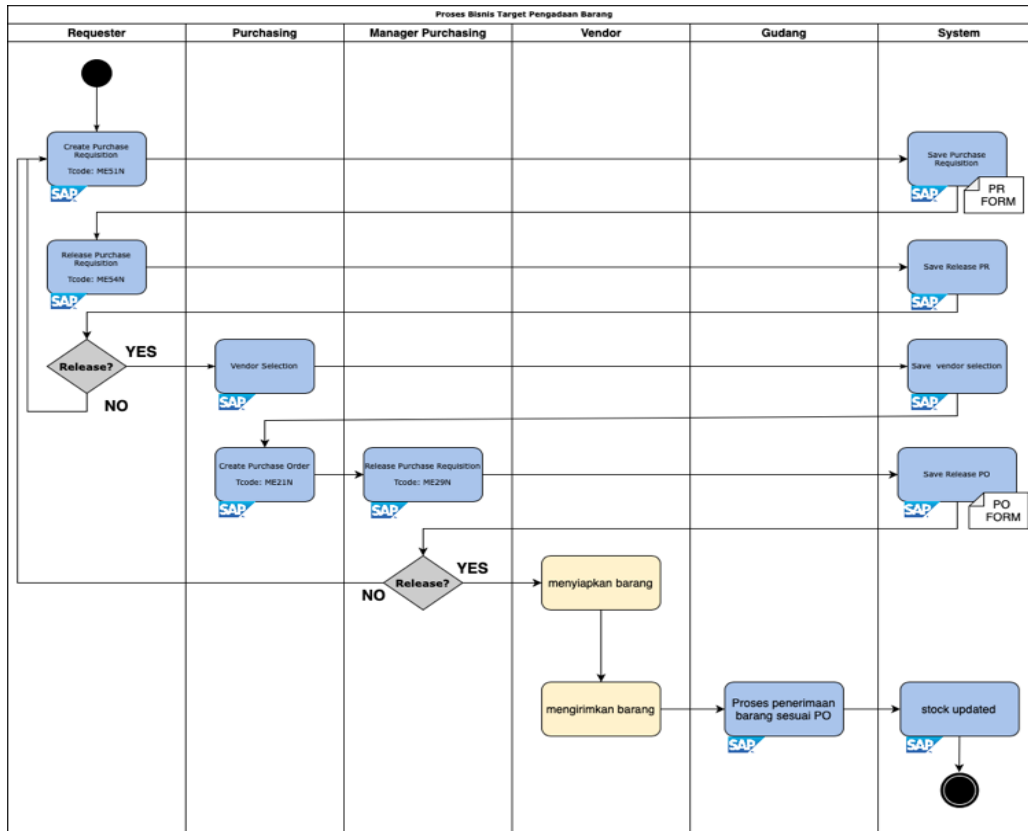 Proses Bisnis Target Pengadaan Barang
Requester
Purchasing
Manager Purchasing
Vendor
Gudang
System
Create Purchase
Requisition
Tcode: ME51N
SAP
Save Purchase
Requisition
SAP
PR
FORM
Release Purchase
Requisition
Tcode: ME54N
SAP
Save Release PR
SAP
Release?
YES
NO
Vendor Selection
SAP
Save vendor selection
SAP
Create Purchase Order
Tcode: ME21N
SAP
Release Purchase Requisition
Tcode: ME29N
SAP
Save Release PO
SAP
PO
FORM
Release?
YES
NO
menyiapkan barang
mengirimkan barang
Proses penerimaan
barang sesuai PO
SAP
stock updated
SAP